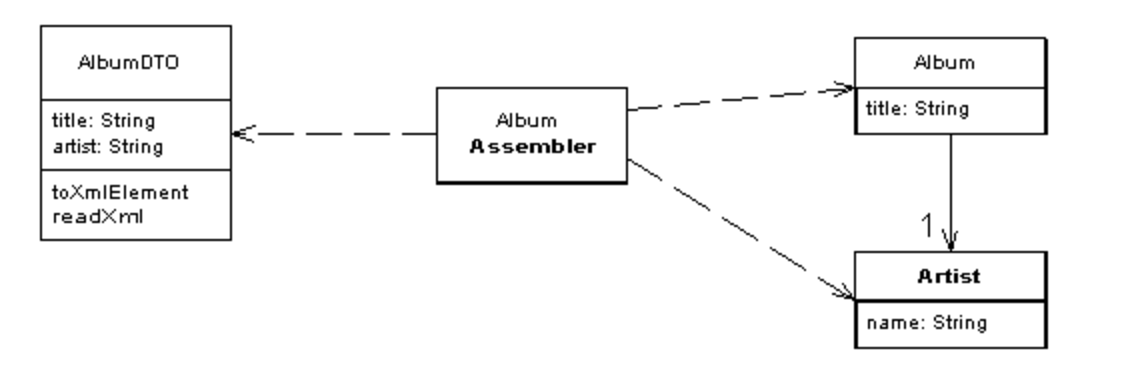 AlbumDTO
title: String
artist: String
toXmlElement
readXml
Album
Assembler
Album
title: String
1
Artist
name: String